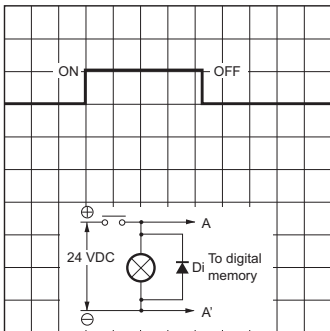 ON
OFF
⊕
A
24 VDC
Di
To digital
memory
A'
⊖